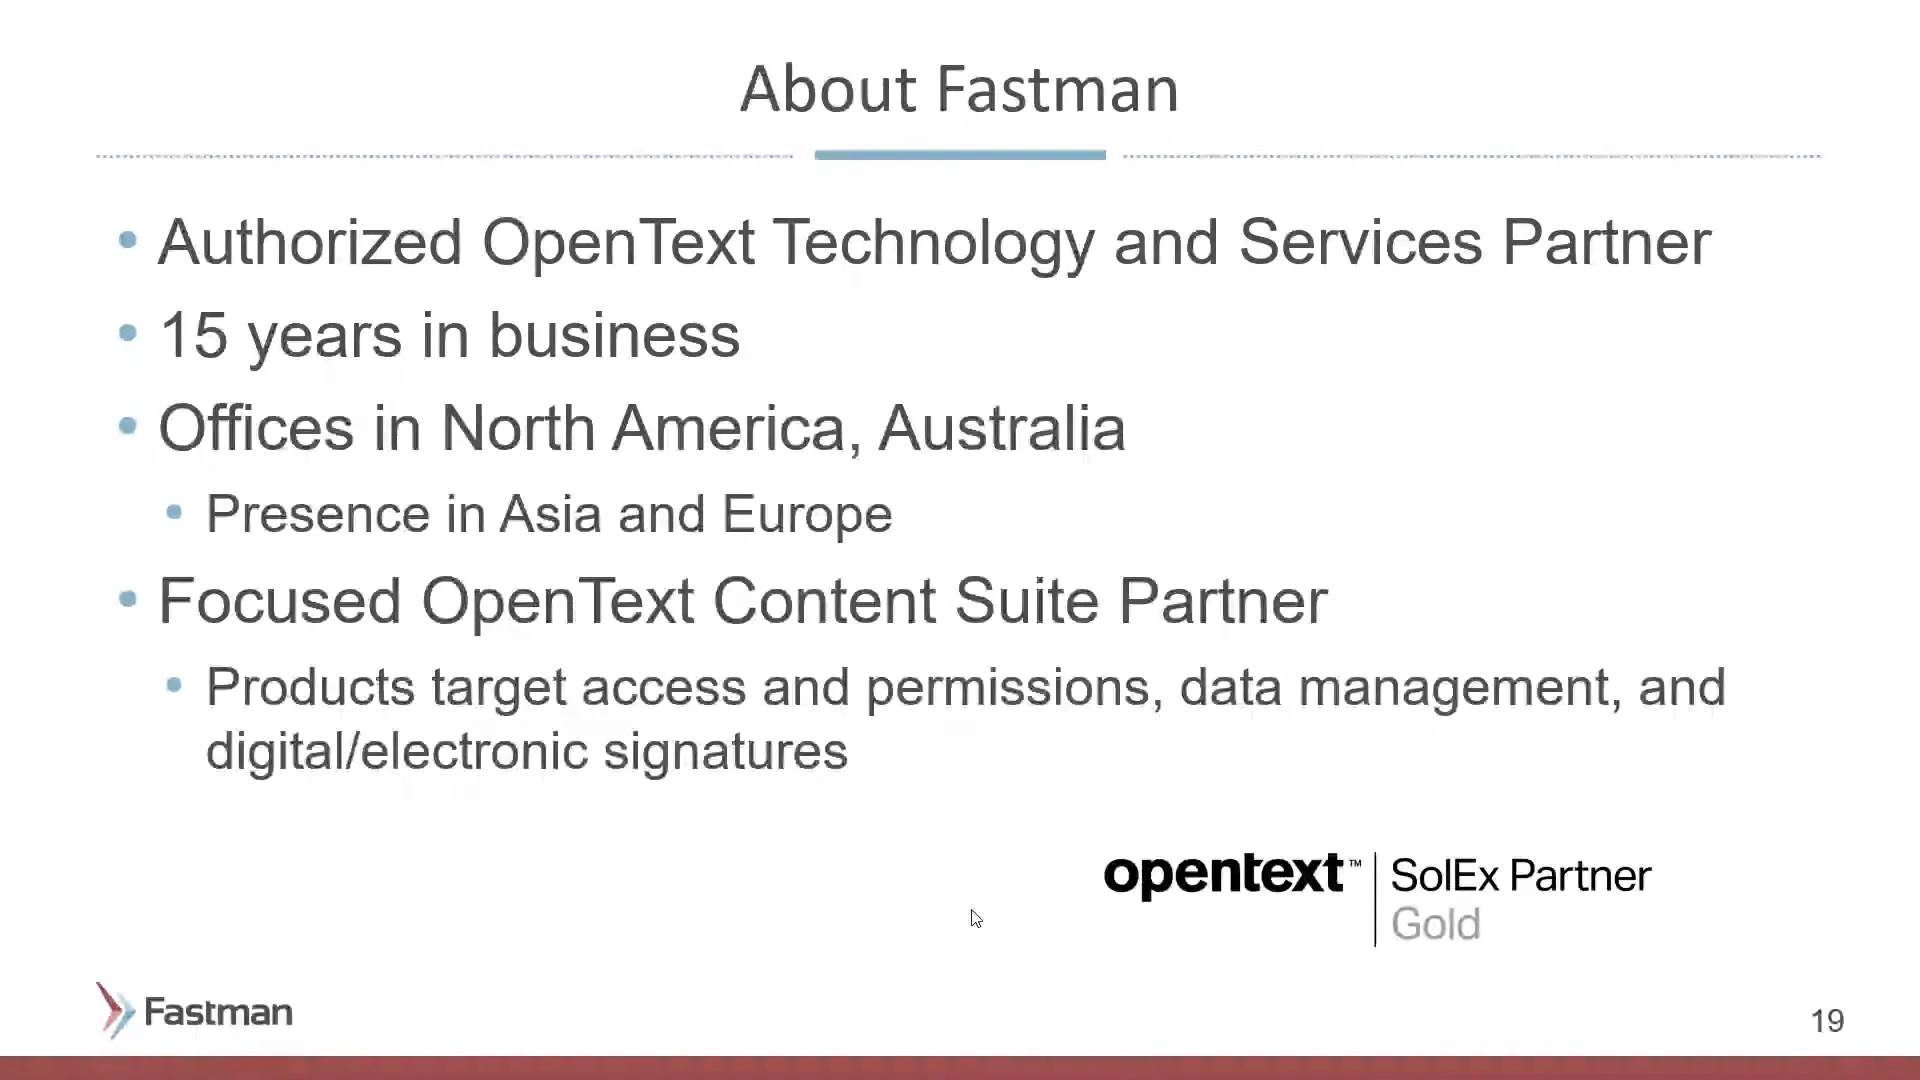 About Fastman
• Authorized OpenText Technology and Services Partner
• 15 years in business
• Offices in North America, Australia
• Presence in Asia and Europe
• Focused OpenText Content Suite Partner
• Products target access and permissions, data management, and
digital/electronic signatures
opentext™ | SolEx Partner
Gold
Fastman
19